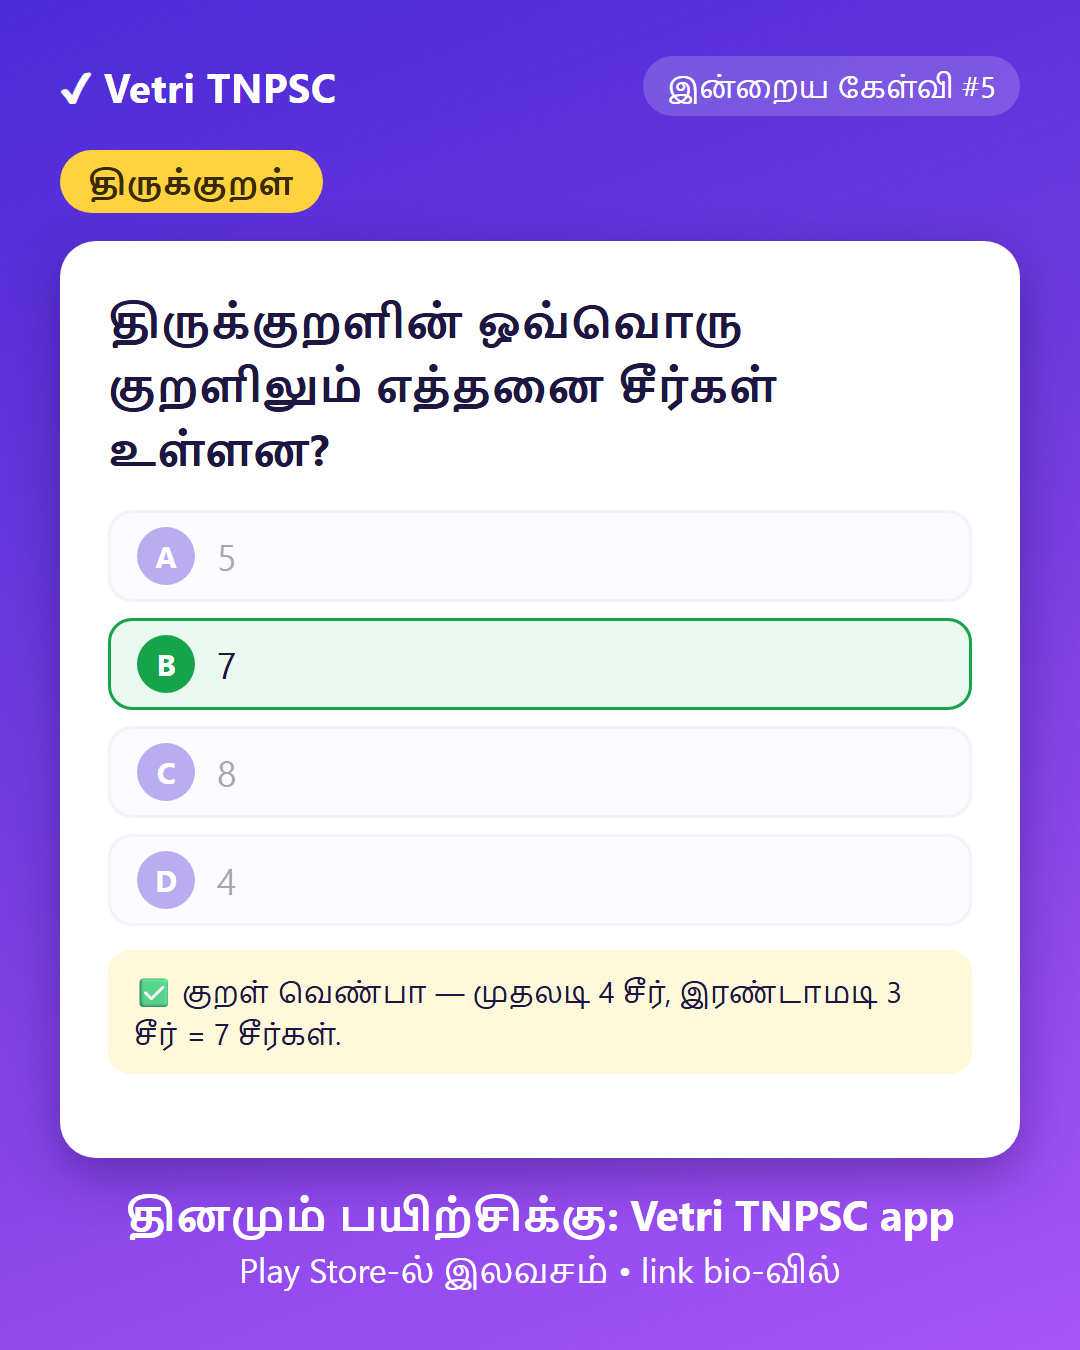 ✔ Vetri TNPSC
இன்றைய கேள்வி #5
திருக்குறள்
திருக்குறளின் ஒவ்வொரு
குறளிலும் எத்தனை சீர்கள்
உள்ளன?
A 5
B 7
C 8
D 4
✅ குறள் வெண்பா — முதலடி 4 சீர், இரண்டாமடி 3
சீர் = 7 சீர்கள்.
தினமும் பயிற்சிக்கு: Vetri TNPSC app
Play Store-ல் இலவசம் • link bio-வில்